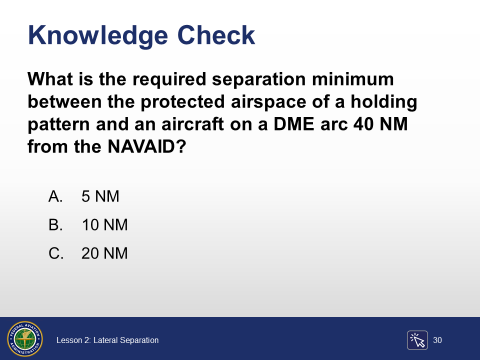 Knowledge Check
What is the required separation minimum
between the protected airspace of a holding
pattern and an aircraft on a DME arc 40 NM
from the NAVAID?
A. 5 NM
B. 10 NM
C. 20 NM
Lesson 2: Lateral Separation
30